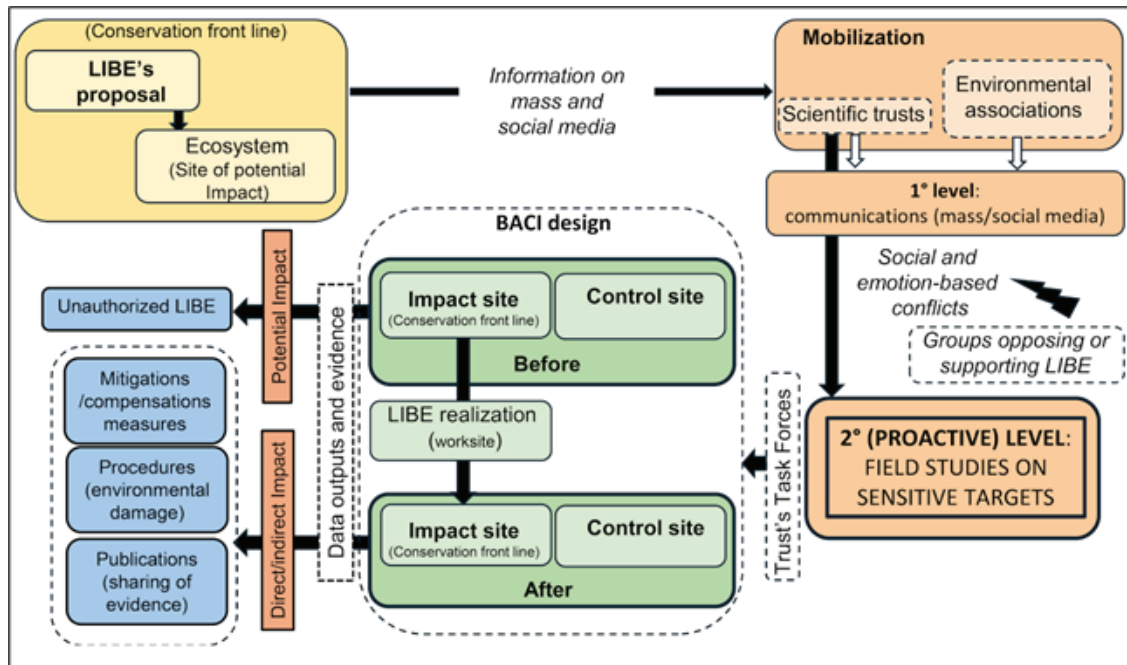 (Conservation front line)
LIBE's
proposal
Ecosystem
(Site of potential
Impact)
Information on
mass and
social media
Mobilization
Scientific trusts
Environmental
associations
1° level:
communications (mass/social media)
Social and
emotion-based
conflicts
Groups opposing or
supporting LIBE
2° (PROACTIVE) LEVEL:
FIELD STUDIES ON
SENSITIVE TARGETS
Trust's Task Forces
BACI design
Impact site
(Conservation front line)
Control site
Before
LIBE realization
(worksite)
Impact site
(Conservation front line)
Control site
After
Data outputs and evidence
Potential Impact
Direct/indirect Impact
Unauthorized LIBE
Mitigations
/compensations
measures
Procedures
(environmental
damage)
Publications
(sharing of
evidence)